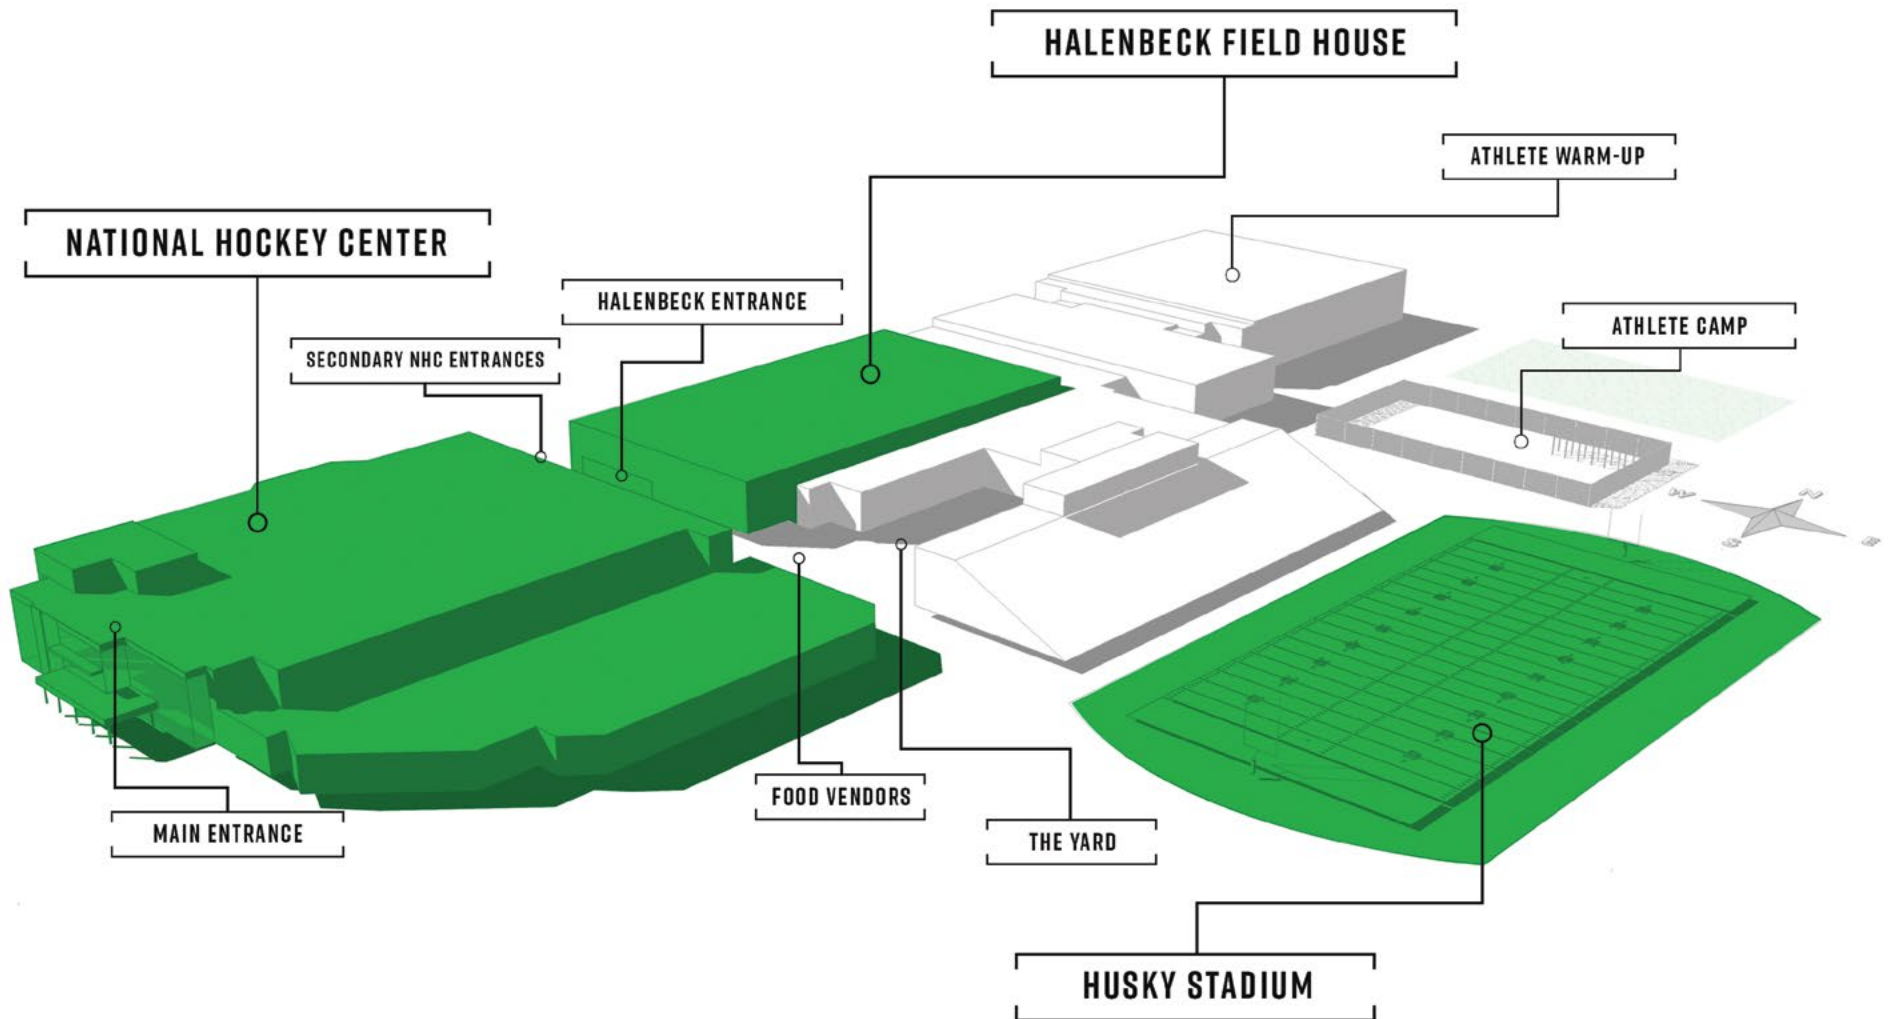 HALENBECK FIELD HOUSE
ATHLETE WARM-UP
NATIONAL HOCKEY CENTER
HALENBECK ENTRANCE
ATHLETE CAMP
SECONDARY NHC ENTRANCES
W
N
S
E
FOOD VENDORS
MAIN ENTRANCE
THE YARD
HUSKY STADIUM